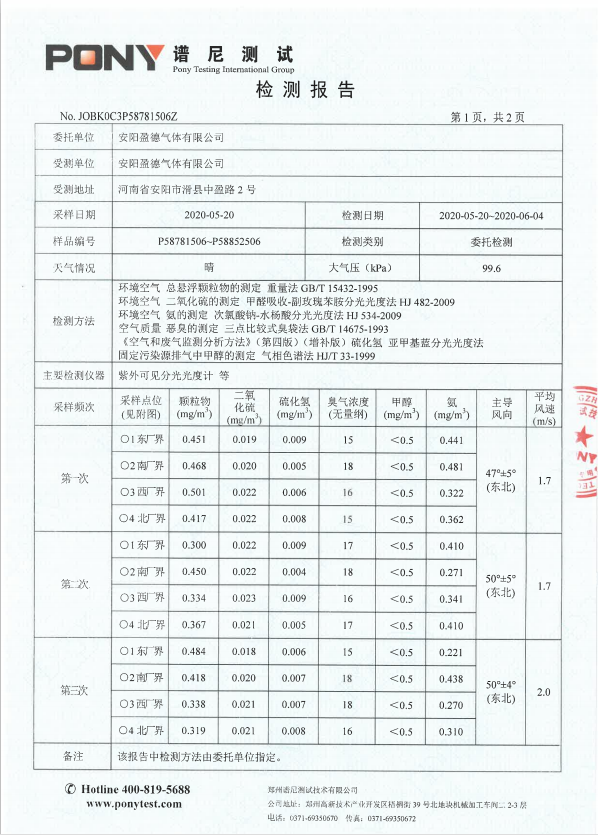 PONY 谱尼测试
Pony Testing International Group
检测报告
No. JOBK0C3P58781506Z 第1页，共2页
委托单位 安阳盈德气体有限公司
受测单位 安阳盈德气体有限公司
受测地址 河南省安阳市滑县中盈路2号
采样日期 2020-05-20 检测日期 2020-05-20~2020-06-04
样品编号 P58781506~P58852506 检测类别 委托检测
天气情况 晴 大气压（kPa） 99.6
检测方法
环境空气 总悬浮颗粒物的测定 重量法 GB/T 15432-1995
环境空气 二氧化硫的测定 甲醛吸收-副玫瑰苯胺分光光度法 HJ 482-2009
环境空气 氨的测定 次氯酸钠-水杨酸分光光度法 HJ 534-2009
空气质量 恶臭的测定 三点比较式臭袋法 GB/T 14675-1993
《空气和废气监测分析方法》（第四版）（增补版）硫化氢 亚甲基蓝分光光度法
固定污染源排气中甲醇的测定 气相色谱法 HJ/T 33-1999
主要检测仪器 紫外可见分光光度计 等
采样频次 采样点位(见附图) 颗粒物(mg/m³) 二氧化硫(mg/m³) 硫化氢(mg/m³) 臭气浓度(无量纲) 甲醇(mg/m³) 氨(mg/m³) 主导风向 平均风速(m/s)
第一次 47°±5°(东北) 1.7
○1东厂界 0.451 0.019 0.009 15 <0.5 0.441
○2南厂界 0.468 0.020 0.005 18 <0.5 0.481
○3西厂界 0.501 0.022 0.006 16 <0.5 0.322
○4北厂界 0.417 0.022 0.008 15 <0.5 0.362
第二次 50°±5°(东北) 1.7
○1东厂界 0.300 0.022 0.009 17 <0.5 0.410
○2南厂界 0.450 0.022 0.004 18 <0.5 0.271
○3西厂界 0.334 0.023 0.009 16 <0.5 0.341
○4北厂界 0.367 0.021 0.005 17 <0.5 0.410
第三次 50°±4°(东北) 2.0
○1东厂界 0.484 0.018 0.006 15 <0.5 0.221
○2南厂界 0.418 0.020 0.007 18 <0.5 0.438
○3西厂界 0.338 0.021 0.007 18 <0.5 0.270
○4北厂界 0.319 0.021 0.008 16 <0.5 0.310
备注 该报告中检测方法由委托单位指定。
Hotline 400-819-5688
www.ponytest.com
郑州谱尼测试技术有限公司
公司地址：郑州高新技术产业开发区梧桐街39号北地块机械加工车间二2-3层
电话：0371-69350670 传真：0371-69350672